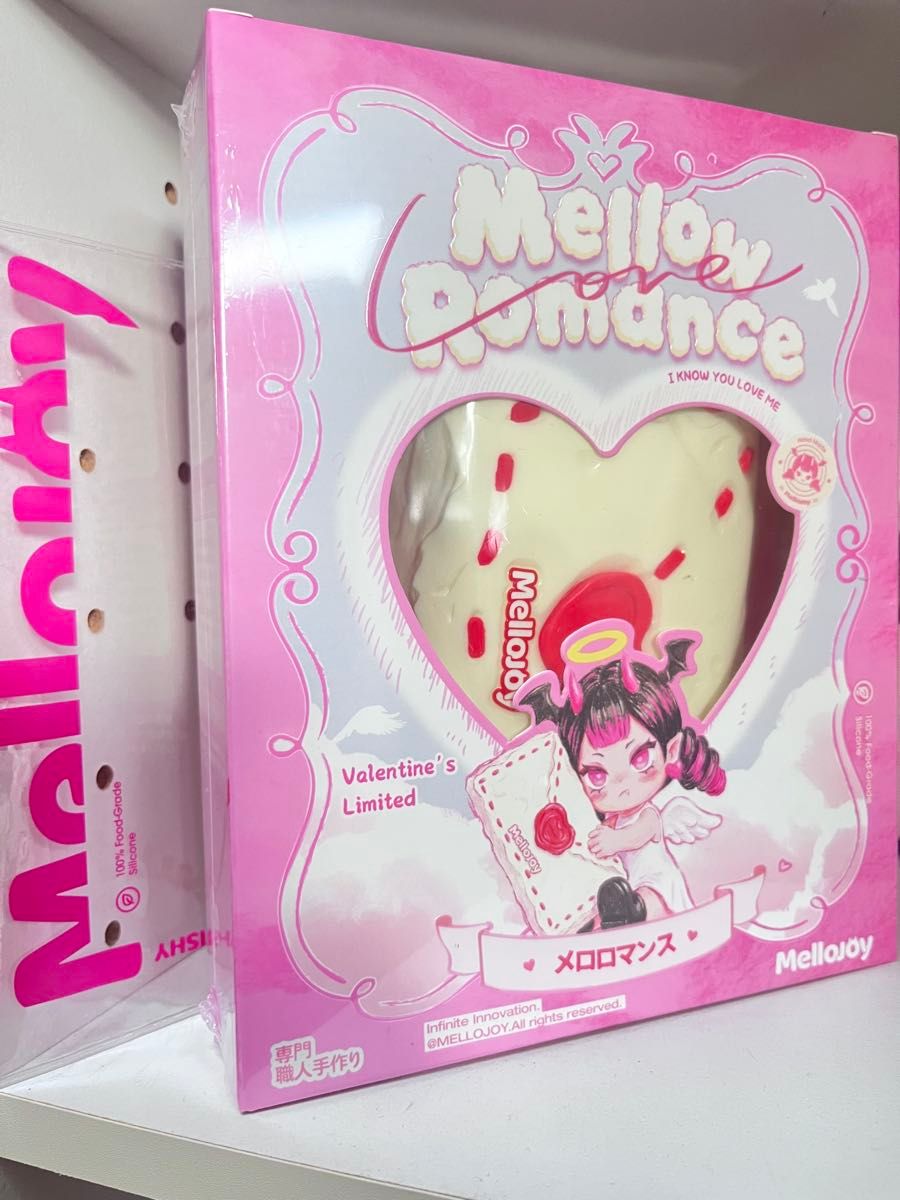 Mellow
Love
Romance
I KNOW YOU LOVE ME
MelloJoy
Valentine's
Limited
MelloJoy
メロロマンス
MelloJoy
Infinite Innovation.
@MELLOJOY.All rights reserved.
専門
職人手作り
100% Food-Grade
Silicone
MelloJoy
100% Food-Grade
Silicone